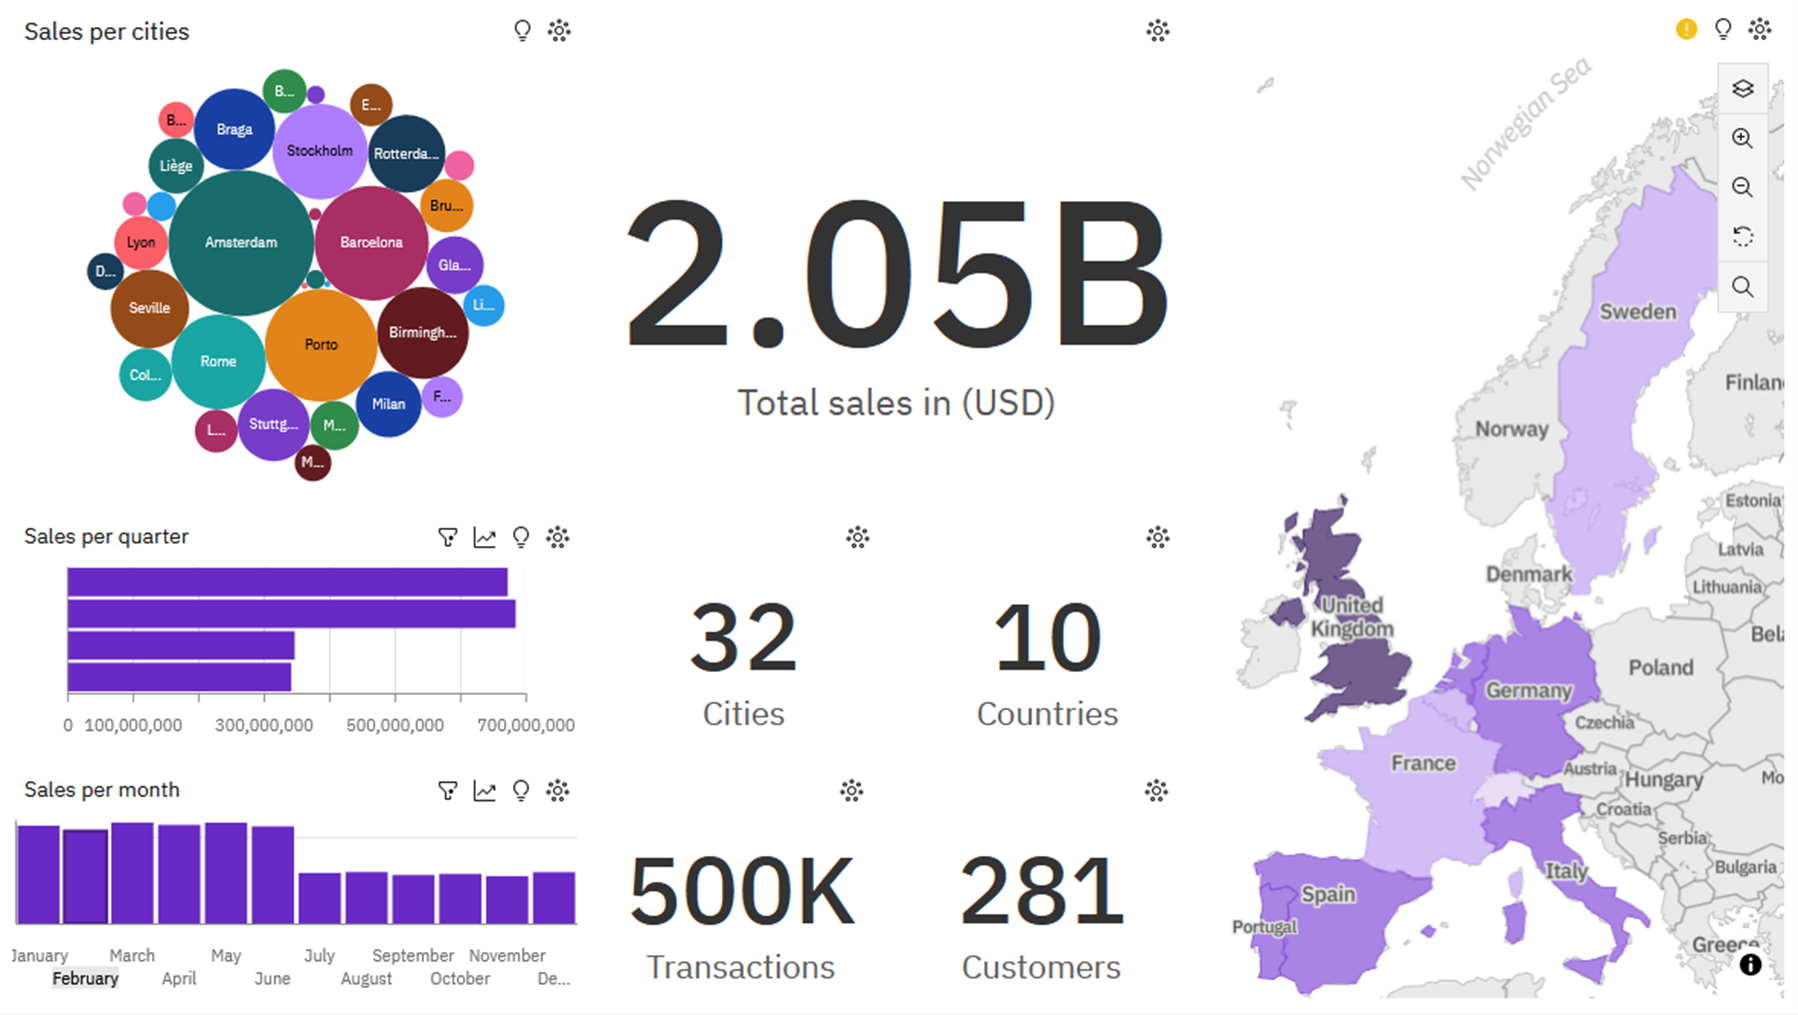 Sales per cities
B...
E...
B...
Braga
Stockholm
Rotterda...
Liège
Bru...
Lyon
Amsterdam
Barcelona
Gla...
D...
Seville
Li...
Birmingh...
Porto
Rome
Col...
Milan
F...
L...
Stuttg...
M...
M...
2.05B
Total sales in (USD)
Sales per quarter
0 100,000,000 300,000,000 500,000,000 700,000,000
Sales per month
January March May July September November
February April June August October De...
32
Cities
10
Countries
500K
Transactions
281
Customers
Norwegian Sea
Sweden
Finlan
Norway
Estonia
Latvia
Denmark
Lithuania
United
Kingdom
Bela
Poland
Germany
Czechia
France
Austria
Hungary
Mo
Croatia
Serbia
Bulgaria
Italy
Spain
Portugal
Greece